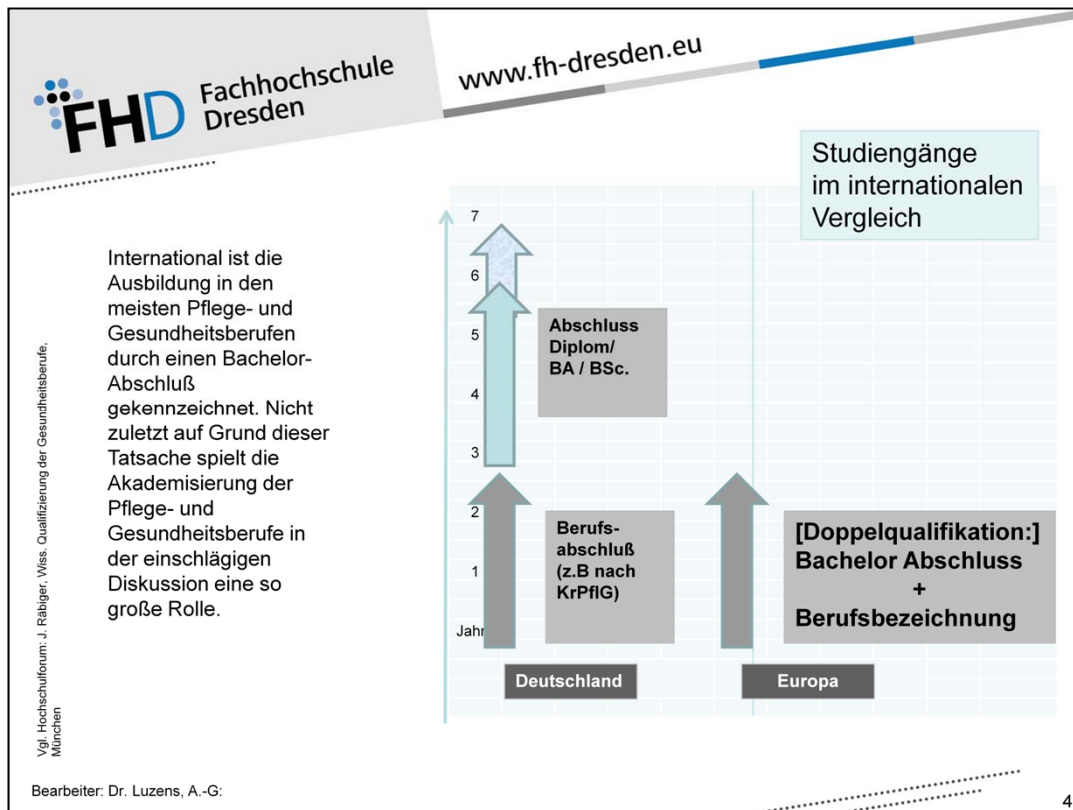 FHD Fachhochschule
Dresden
www.fh-dresden.eu
Studiengänge
im internationalen
Vergleich
International ist die
Ausbildung in den
meisten Pflege- und
Gesundheitsberufen
durch einen Bachelor-
Abschluß
gekennzeichnet. Nicht
zuletzt auf Grund dieser
Tatsache spielt die
Akademisierung der
Pflege- und
Gesundheitsberufe in
der einschlägigen
Diskussion eine so
große Rolle.
Vgl. Hochschulforum: J. Räbiger, Wiss. Qualifizierung der Gesundheitsberufe,
München
7
6
5
4
3
2
1
Jahr
Abschluss
Diplom/
BA / BSc.
Berufs-
abschluß
(z.B nach
KrPflG)
[Doppelqualifikation:]
Bachelor Abschluss
+
Berufsbezeichnung
Deutschland
Europa
Bearbeiter: Dr. Luzens, A.-G:
4